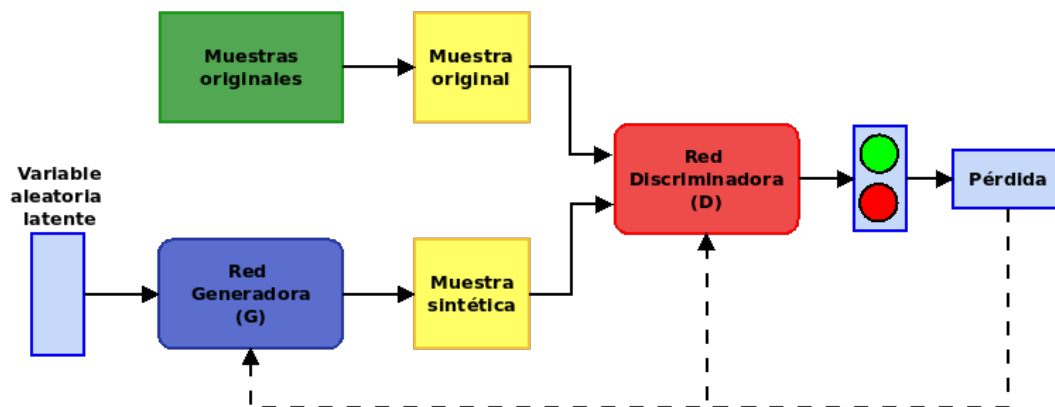 Muestras
originales
Muestra
original
Red
Discriminadora
(D)
Pérdida
Variable
aleatoria
latente
Red
Generadora
(G)
Muestra
sintética